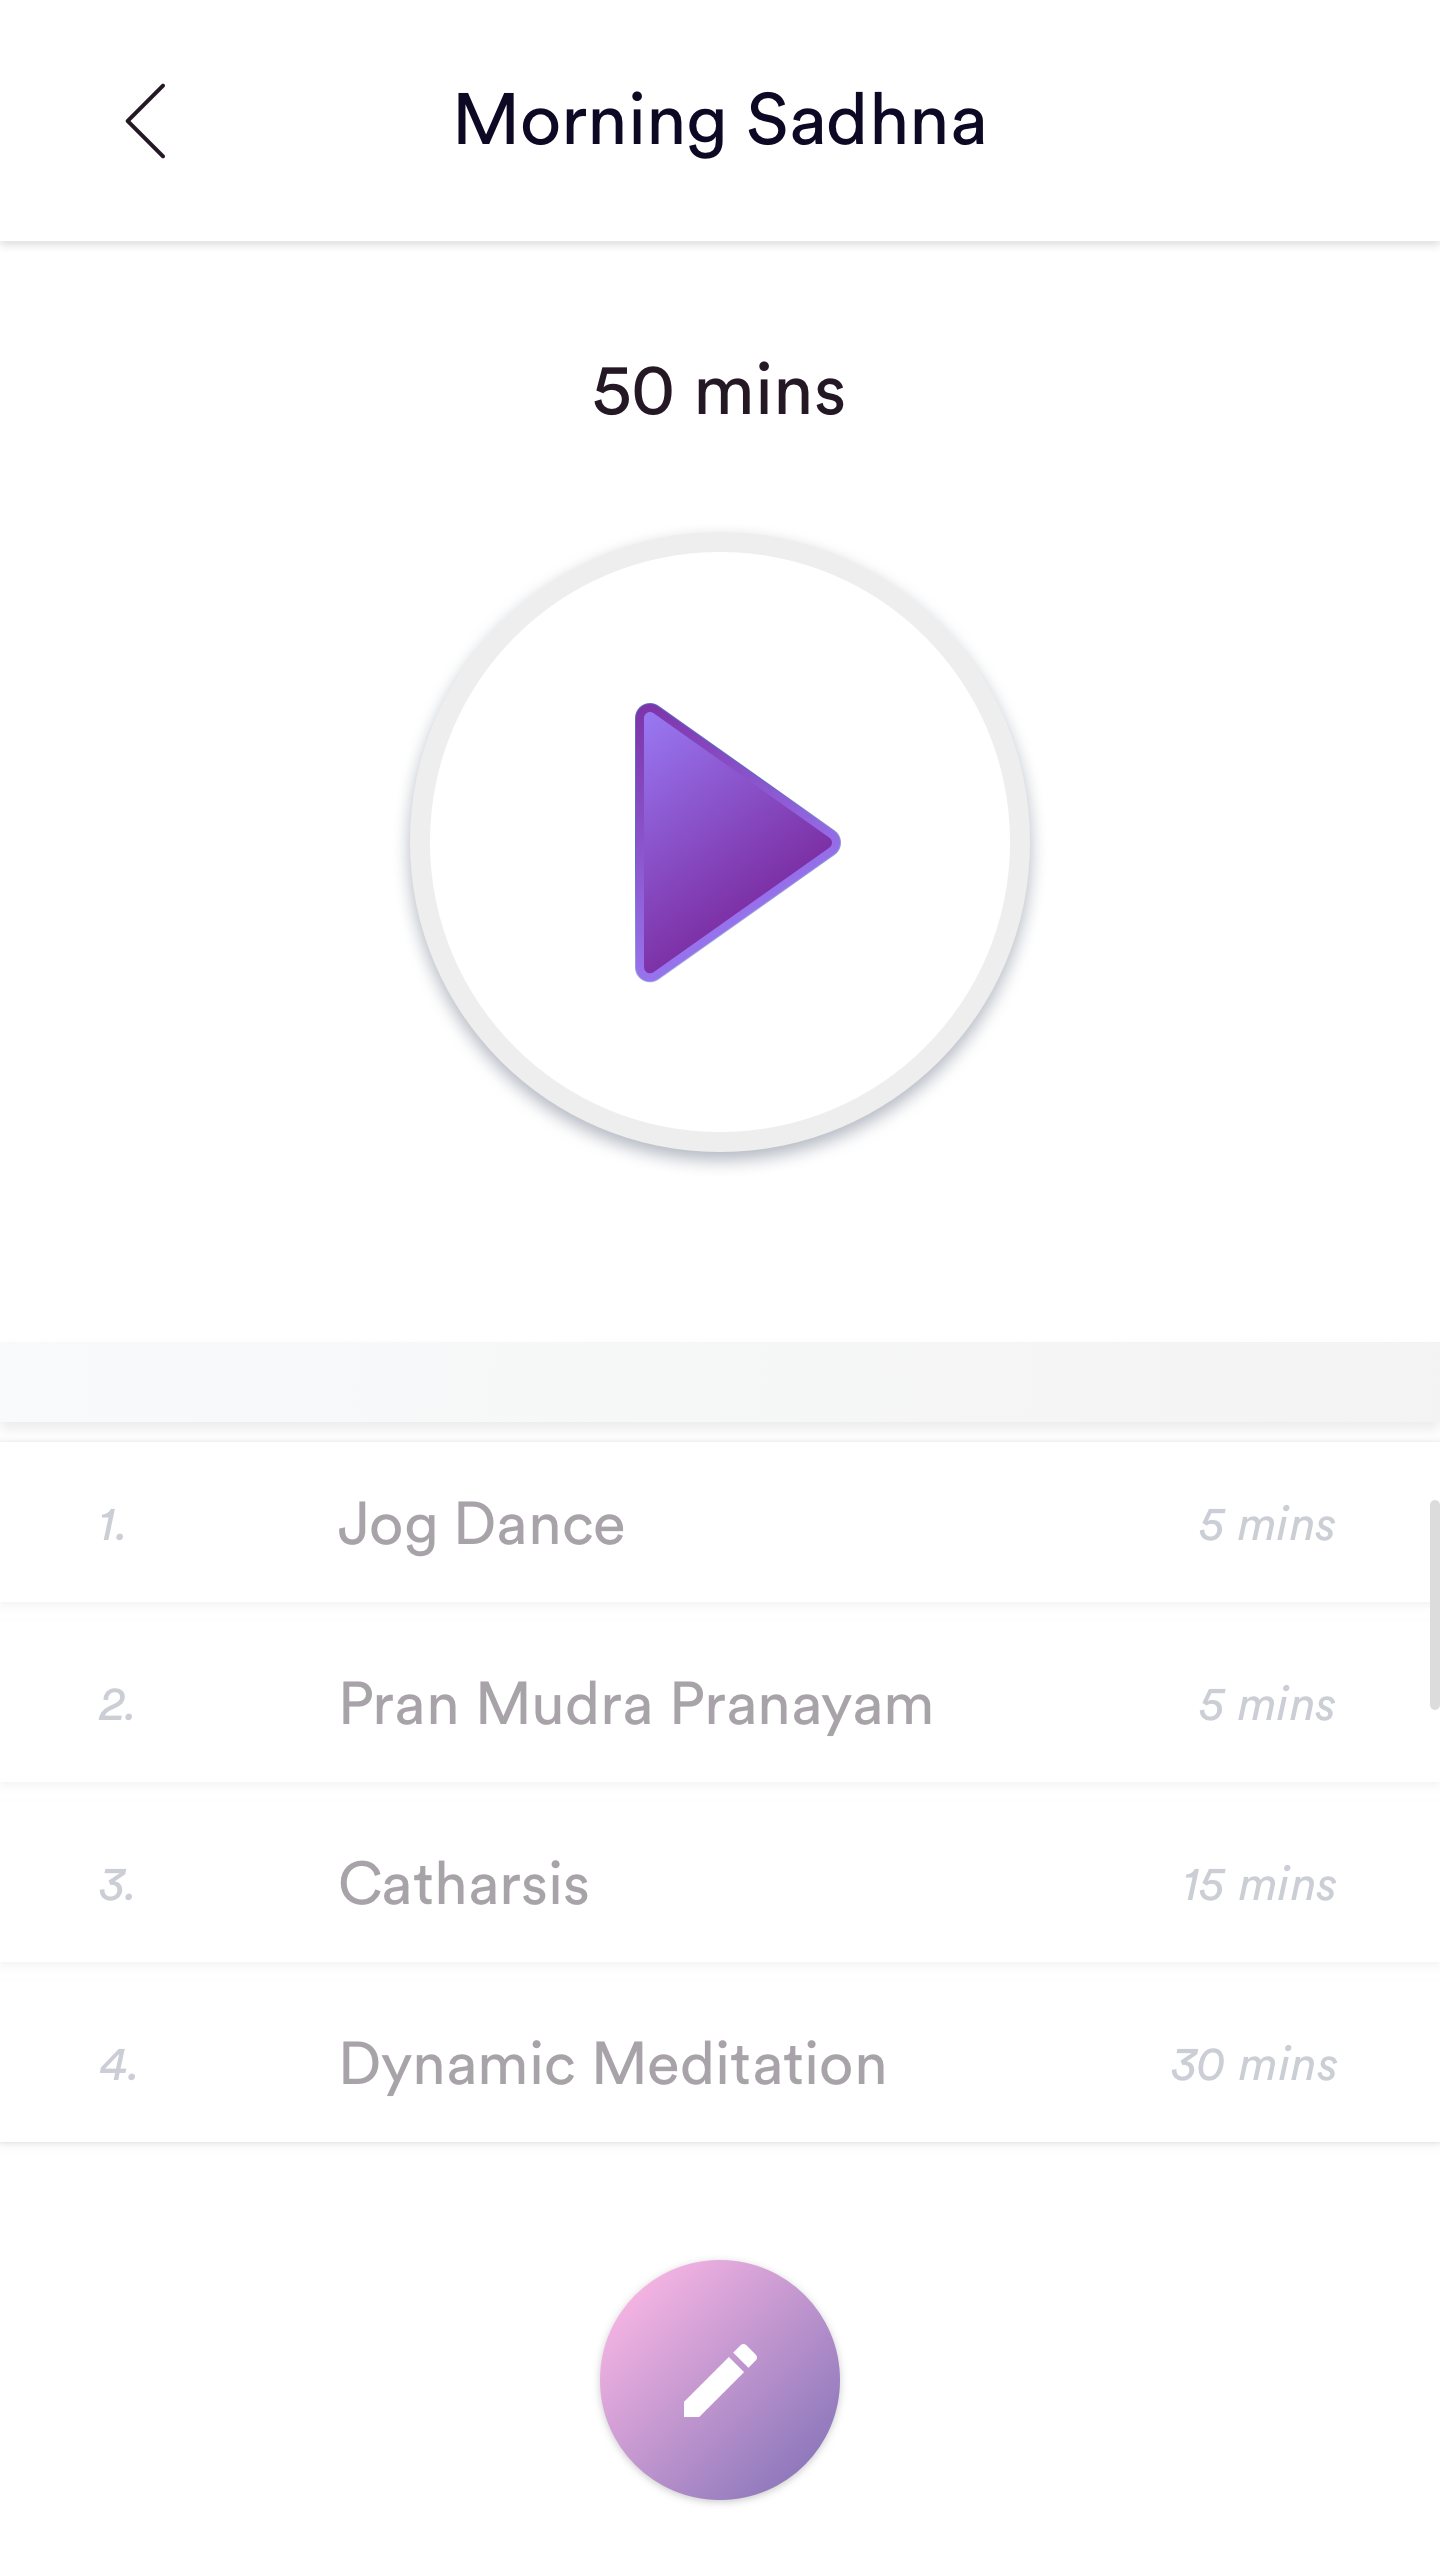 Morning Sadhna
50 mins
1. Jog Dance 5 mins
2. Pran Mudra Pranayam 5 mins
3. Catharsis 15 mins
4. Dynamic Meditation 30 mins